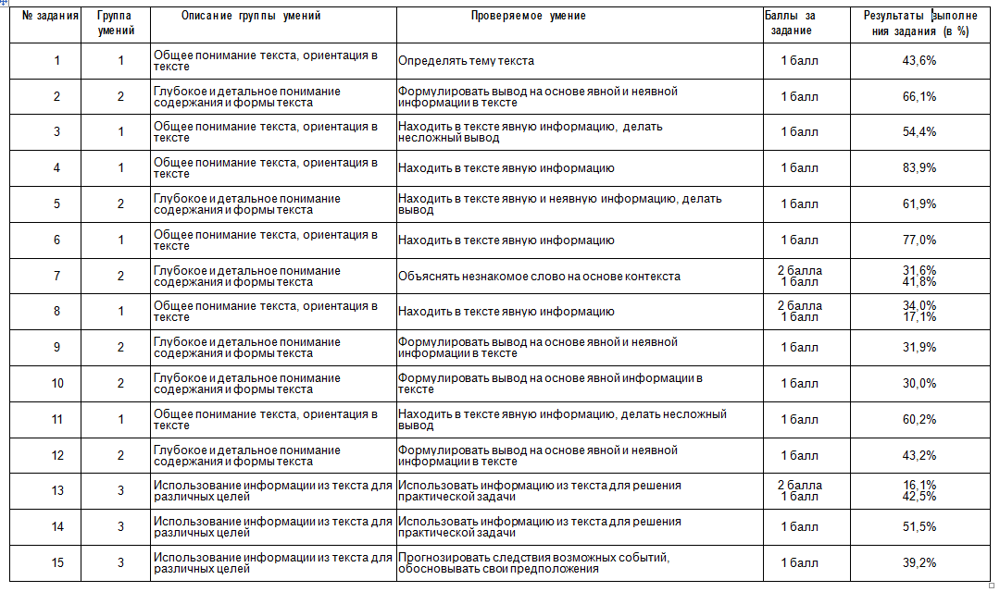 № задания Группа Описание группы умений Проверяемое умение Баллы за Результаты выполне
умений задание ния задания (в %)
1 1 Общее понимание текста, ориентация в Определять тему текста 1 балл 43,6%
тексте
2 2 Глубокое и детальное понимание Формулировать вывод на основе явной и неявной 1 балл 66,1%
содержания и формы текста информации в тексте
3 1 Общее понимание текста, ориентация в Находить в тексте явную информацию, делать 1 балл 54,4%
тексте несложный вывод
4 1 Общее понимание текста, ориентация в Находить в тексте явную информацию 1 балл 83,9%
тексте
5 2 Глубокое и детальное понимание Находить в тексте явную и неявную информацию, делать 1 балл 61,9%
содержания и формы текста вывод
6 1 Общее понимание текста, ориентация в Находить в тексте явную информацию 1 балл 77,0%
тексте
7 2 Глубокое и детальное понимание Объяснять незнакомое слово на основе контекста 2 балла 31,6%
содержания и формы текста 1 балл 41,8%
8 1 Общее понимание текста, ориентация в Находить в тексте явную информацию 2 балла 34,0%
тексте 1 балл 17,1%
9 2 Глубокое и детальное понимание Формулировать вывод на основе явной и неявной 1 балл 31,9%
содержания и формы текста информации в тексте
10 2 Глубокое и детальное понимание Формулировать вывод на основе явной информации в 1 балл 30,0%
содержания и формы текста тексте
11 1 Общее понимание текста, ориентация в Находить в тексте явную информацию, делать несложный 1 балл 60,2%
тексте вывод
12 2 Глубокое и детальное понимание Формулировать вывод на основе явной и неявной 1 балл 43,2%
содержания и формы текста информации в тексте
13 3 Использование информации из текста для Использовать информацию из текста для решения 2 балла 16,1%
различных целей практической задачи 1 балл 42,5%
14 3 Использование информации из текста для Использовать информацию из текста для решения 1 балл 51,5%
различных целей практической задачи
15 3 Использование информации из текста для Прогнозировать следствия возможных событий, 1 балл 39,2%
различных целей обосновывать свои предположения